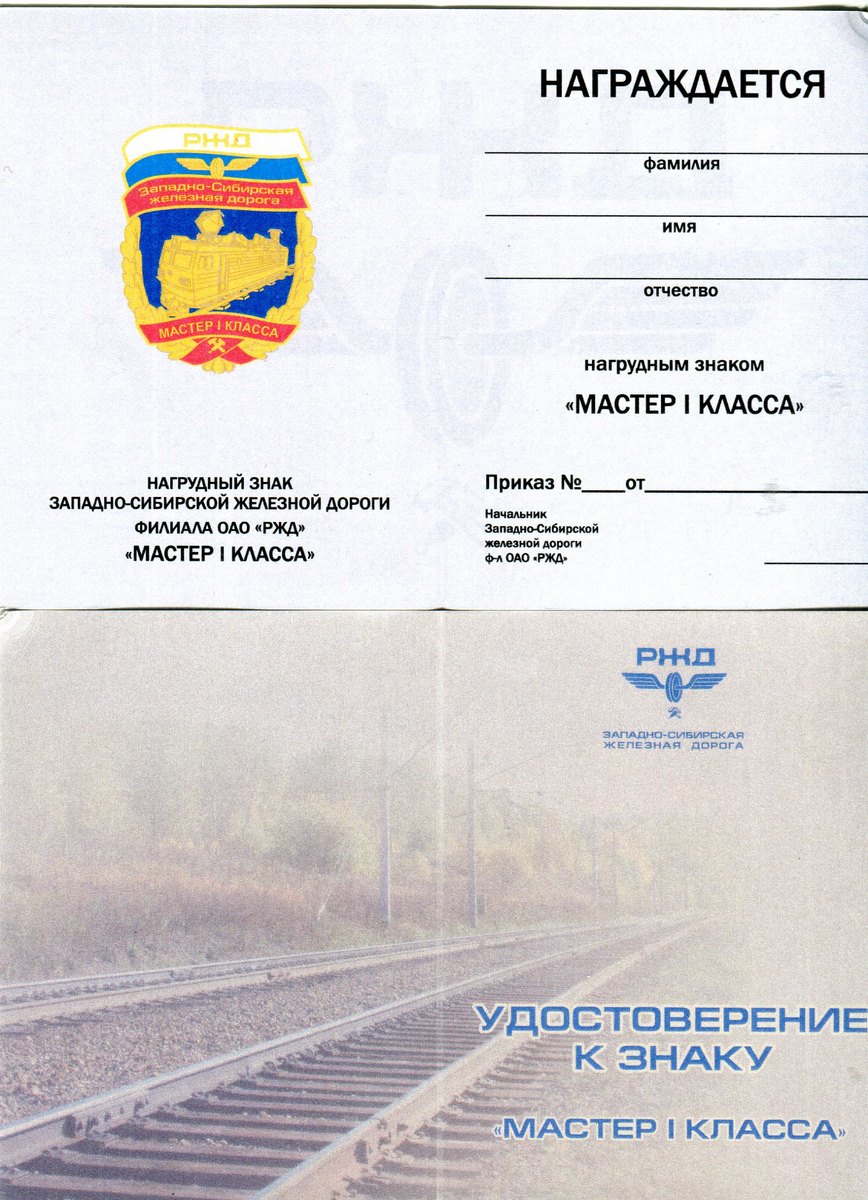 РЖД
Западно-Сибирская
железная дорога
МАСТЕР I КЛАССА
НАГРУДНЫЙ ЗНАК
ЗАПАДНО-СИБИРСКОЙ ЖЕЛЕЗНОЙ ДОРОГИ
ФИЛИАЛА ОАО «РЖД»
«МАСТЕР I КЛАССА»
НАГРАЖДАЕТСЯ
фамилия
имя
отчество
нагрудным знаком
«МАСТЕР I КЛАССА»
Приказ №____от____
Начальник
Западно-Сибирской
железной дороги
ф-л ОАО «РЖД»
РЖД
ЗАПАДНО-СИБИРСКАЯ
ЖЕЛЕЗНАЯ ДОРОГА
УДОСТОВЕРЕНИЕ
К ЗНАКУ
«МАСТЕР I КЛАССА»